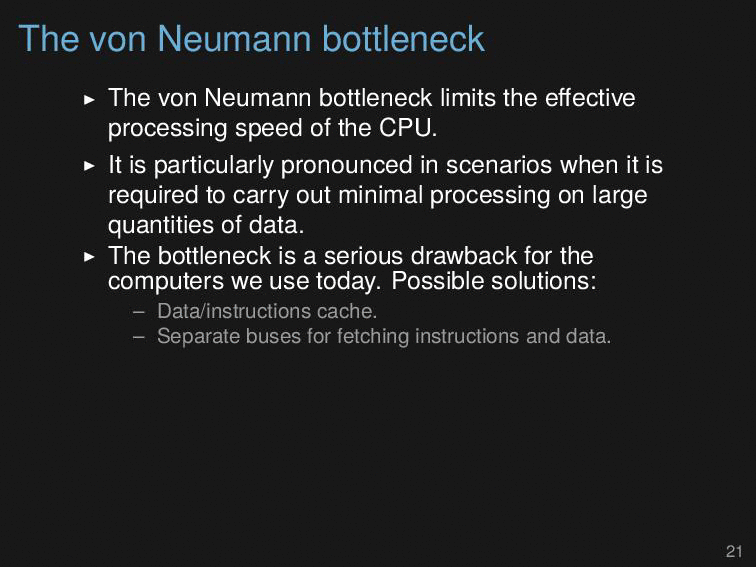 The von Neumann bottleneck
▶ The von Neumann bottleneck limits the effective
processing speed of the CPU.
▶ It is particularly pronounced in scenarios when it is
required to carry out minimal processing on large
quantities of data.
▶ The bottleneck is a serious drawback for the
computers we use today. Possible solutions:
– Data/instructions cache.
– Separate buses for fetching instructions and data.
21